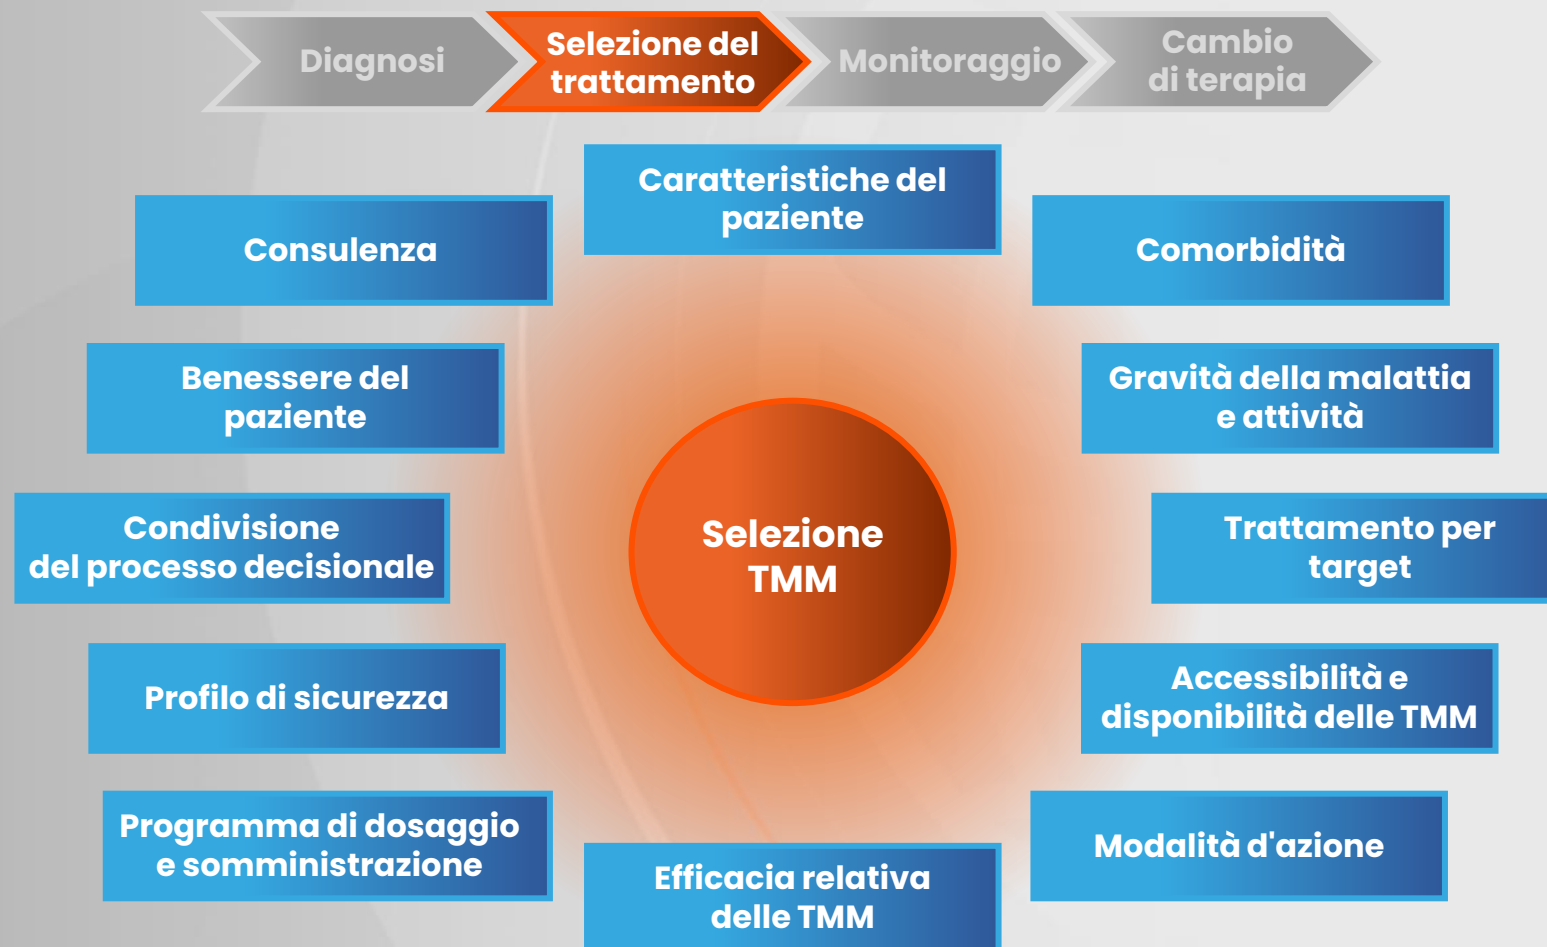 Diagnosi
Selezione del
trattamento
Monitoraggio
Cambio
di terapia
Caratteristiche del
paziente
Consulenza
Comorbidità
Benessere del
paziente
Gravità della malattia
e attività
Condivisione
del processo decisionale
Selezione
TMM
Trattamento per
target
Profilo di sicurezza
Accessibilità e
disponibilità delle TMM
Programma di dosaggio
e somministrazione
Modalità d'azione
Efficacia relativa
delle TMM